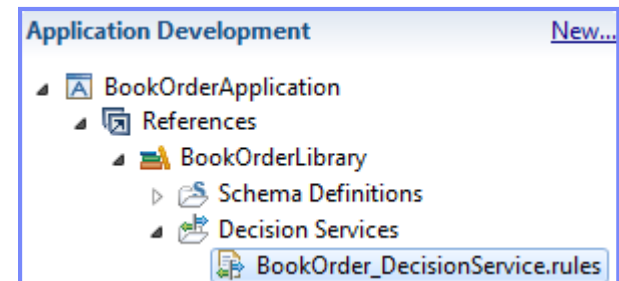 Application Development New...
BookOrderApplication
References
BookOrderLibrary
Schema Definitions
Decision Services
BookOrder_DecisionService.rules